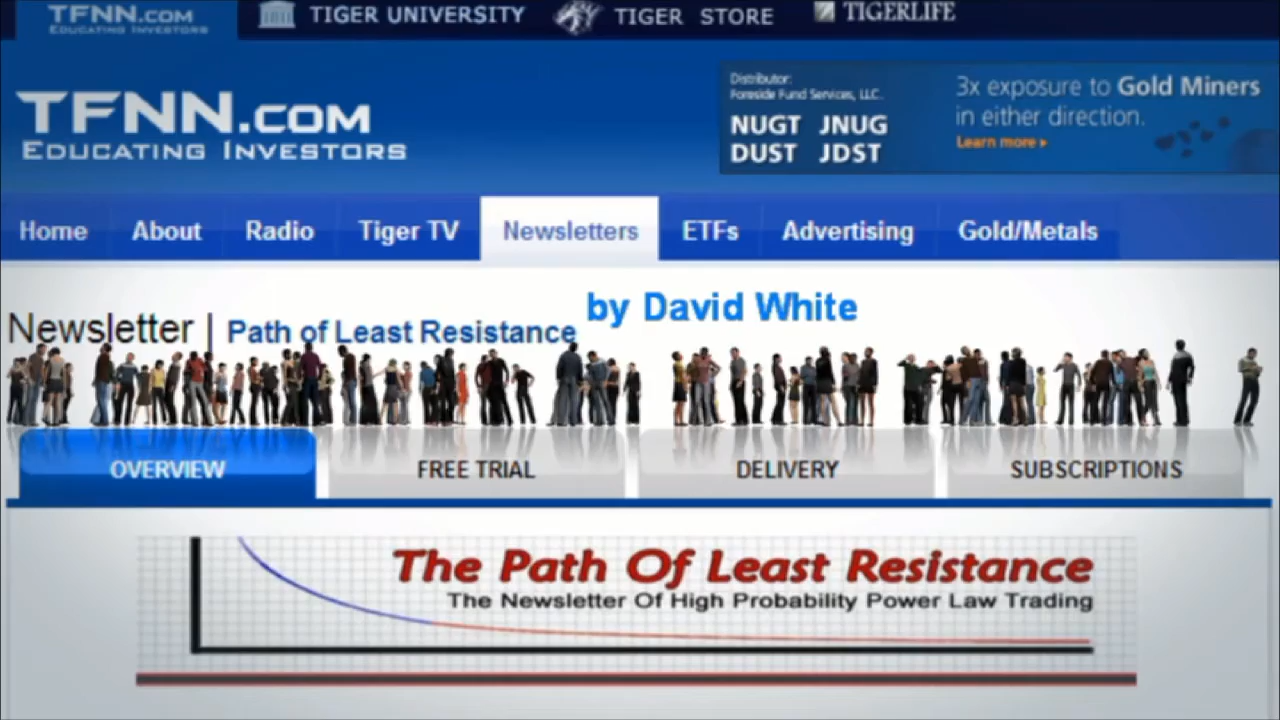 TFNN.COM
EDUCATING INVESTORS
TIGER UNIVERSITY
TIGER STORE
TIGERLIFE
TFNN.COM
EDUCATING INVESTORS
Distributor:
Foreside Fund Services, LLC.
NUGT JNUG
DUST JDST
3x exposure to Gold Miners
in either direction.
Learn more
Home About Radio Tiger TV Newsletters ETFs Advertising Gold/Metals
by David White
Newsletter | Path of Least Resistance
OVERVIEW FREE TRIAL DELIVERY SUBSCRIPTIONS
The Path Of Least Resistance
The Newsletter Of High Probability Power Law Trading